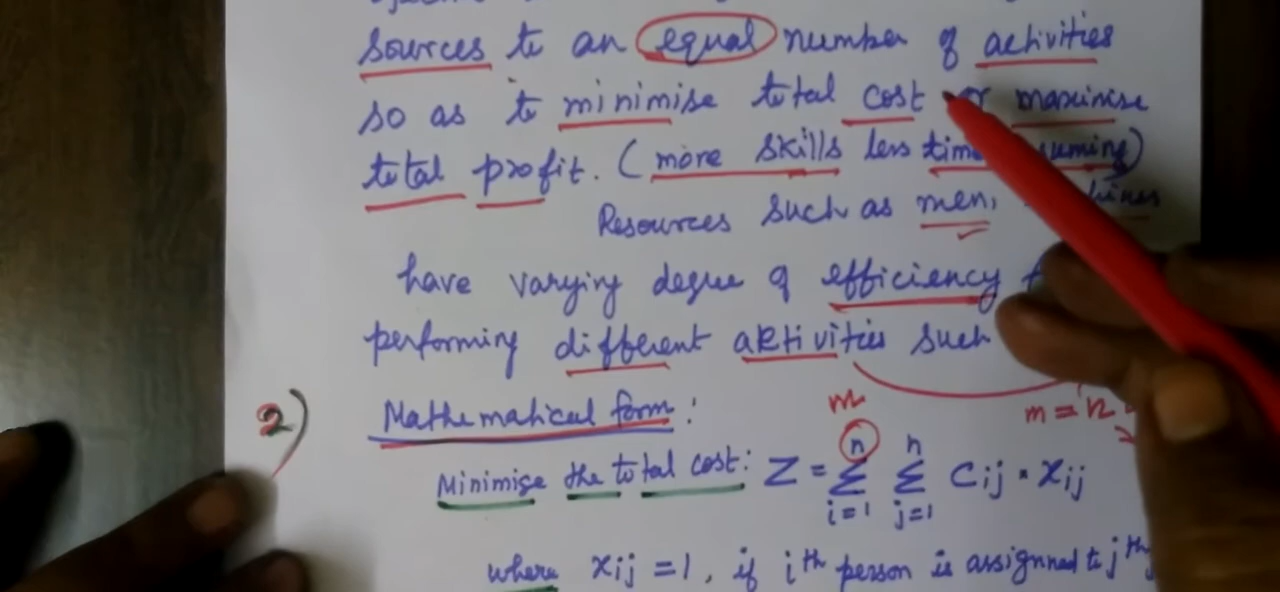 sources to an equal number of activities
so as to minimise total cost or maximise
total profit. (more skills less time
Resources such as men,
have varying degree of efficiency
performing different activities such
2) Mathematical form:
m
m = n
Minimise the total cost: Z = n Σ i=1 n Σ j=1 Cij · Xij
where Xij = 1, if ith person is assignned to jth